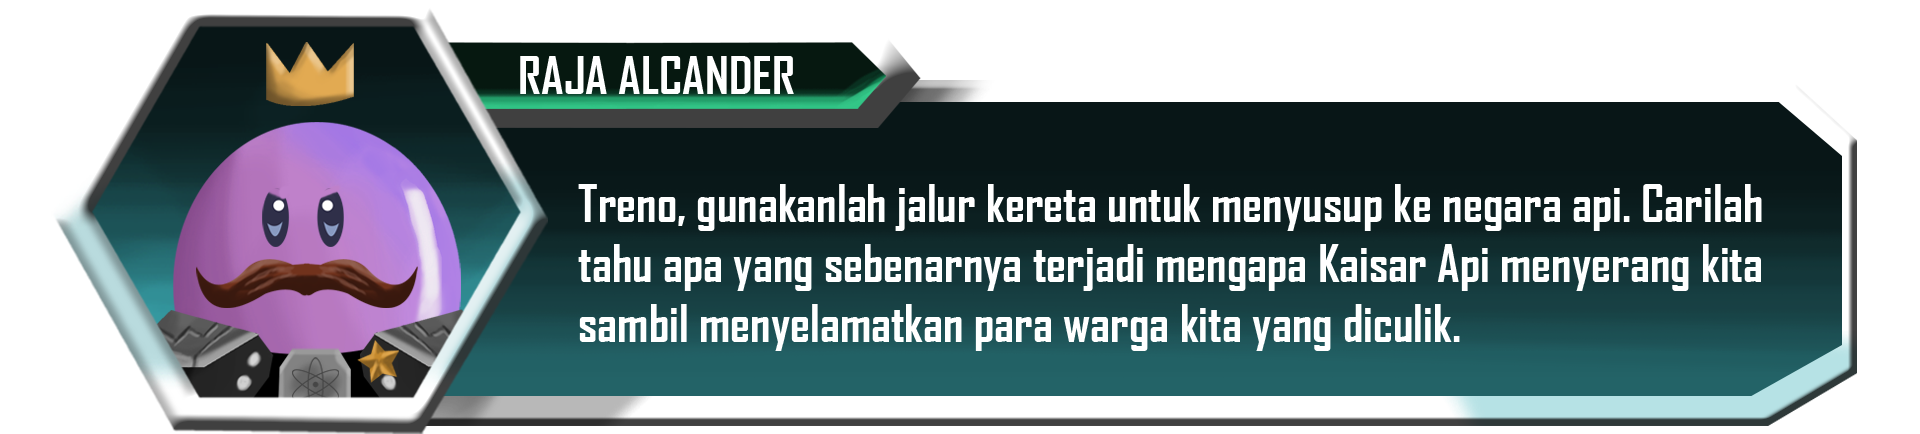 RAJA ALCANDER
Treno, gunakanlah jalur kereta untuk menyusup ke negara api. Carilah
tahu apa yang sebenarnya terjadi mengapa Kaisar Api menyerang kita
sambil menyelamatkan para warga kita yang diculik.